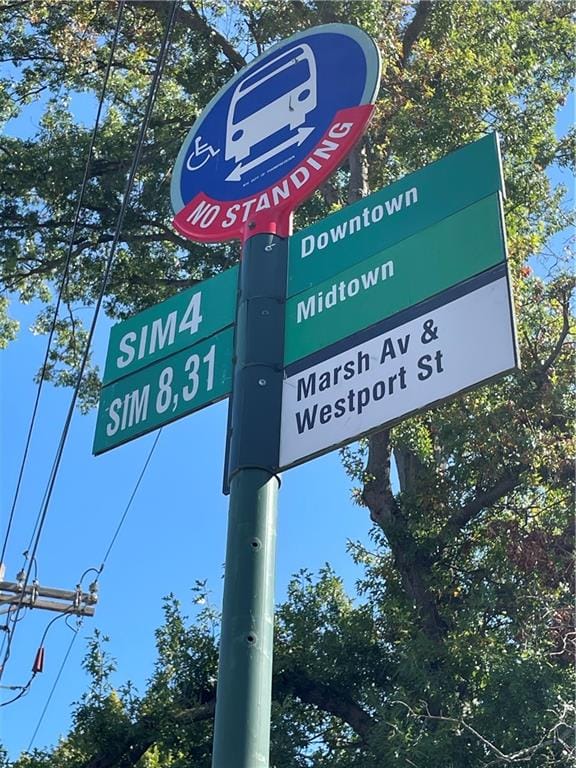 NO STANDING
SIM4
Downtown
SIM 8,31
Midtown
Marsh Av &
Westport St